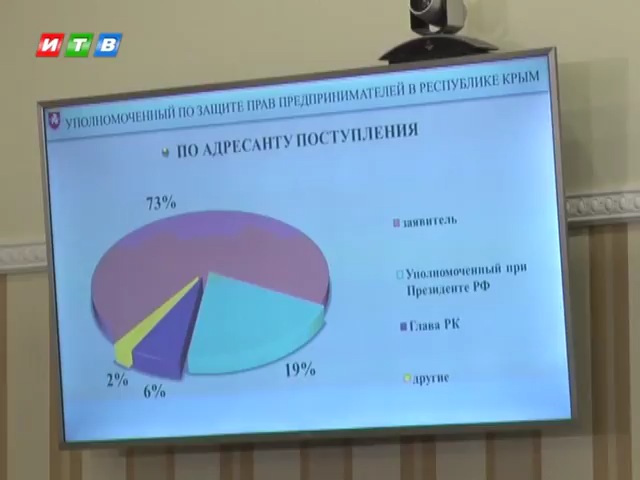 ИТВ
УПОЛНОМОЧЕННЫЙ ПО ЗАЩИТЕ ПРАВ ПРЕДПРИНИМАТЕЛЕЙ В РЕСПУБЛИКЕ КРЫМ
ПО АДРЕСАНТУ ПОСТУПЛЕНИЯ
73%
заявитель
Уполномоченный при
Президенте РФ
Глава РК
19%
2%
6%
другие